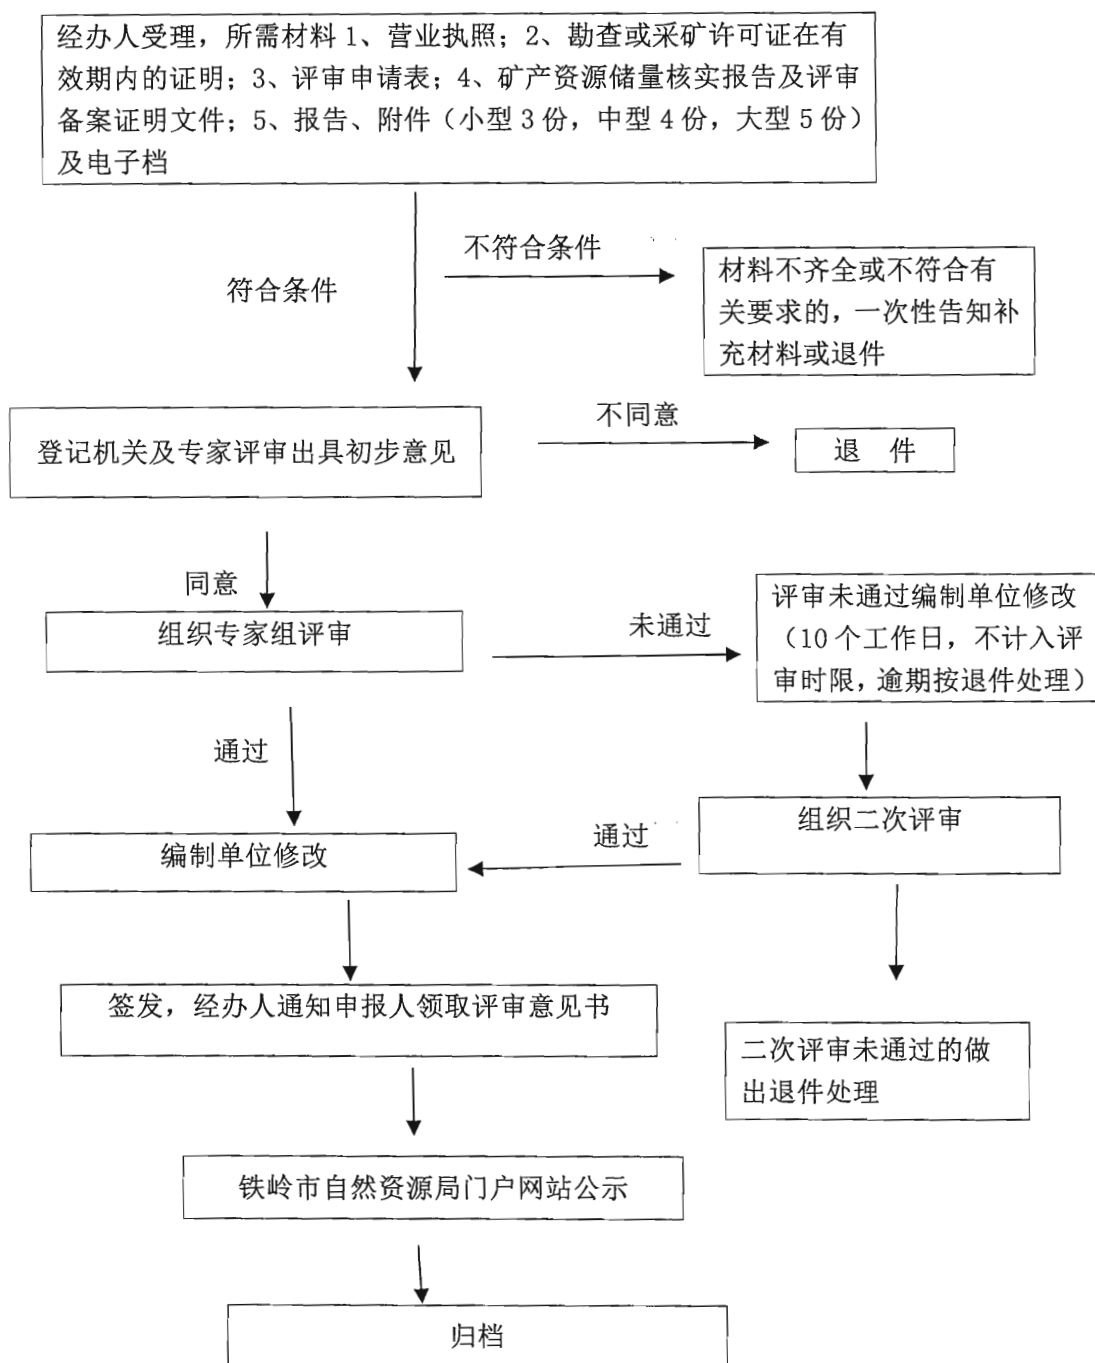 经办人受理，所需材料 1、营业执照；2、勘查或采矿许可证在有
效期内的证明；3、评审申请表；4、矿产资源储量核实报告及评审
备案证明文件；5、报告、附件（小型 3 份，中型 4 份，大型 5 份）
及电子档
不符合条件
符合条件
材料不齐全或不符合有
关要求的，一次性告知补
充材料或退件
不同意
登记机关及专家评审出具初步意见
退 件
同意
组织专家组评审
未通过
评审未通过编制单位修改
（10 个工作日，不计入评
审时限，逾期按退件处理）
通过
组织二次评审
通过
编制单位修改
签发，经办人通知申报人领取评审意见书
二次评审未通过的做
出退件处理
铁岭市自然资源局门户网站公示
归档